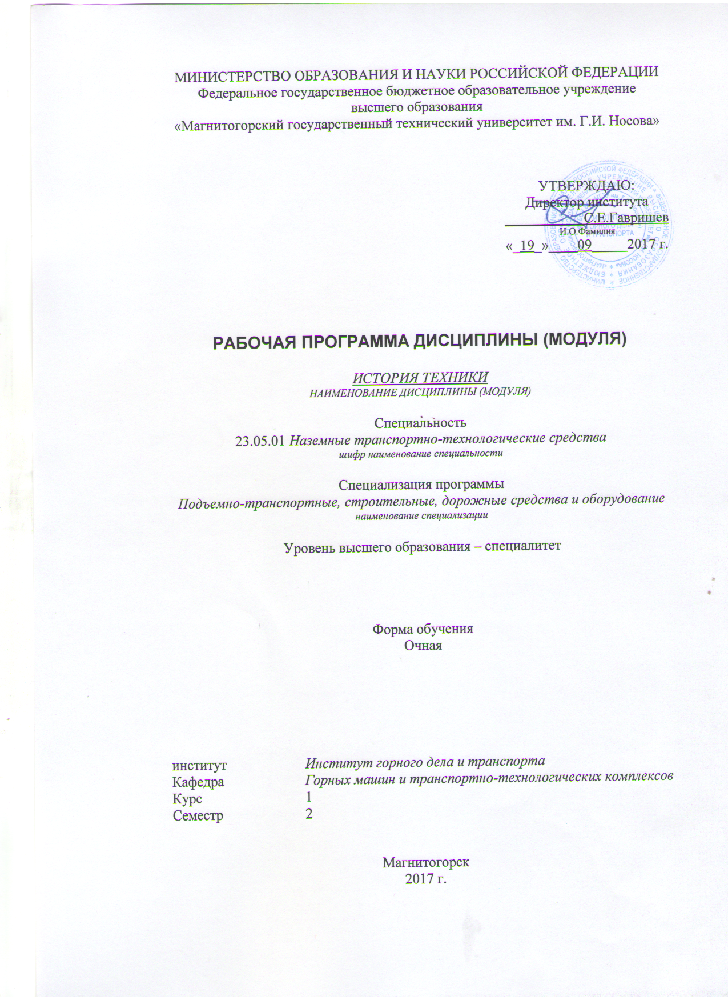 МИНИСТЕРСТВО ОБРАЗОВАНИЯ И НАУКИ РОССИЙСКОЙ ФЕДЕРАЦИИ
Федеральное государственное бюджетное образовательное учреждение
высшего образования
«Магнитогорский государственный технический университет им. Г.И. Носова»
УТВЕРЖДАЮ:
Директор института
С.Е.Гавришев
И.О.Фамилия
«_19_»____09_____2017 г.
РАБОЧАЯ ПРОГРАММА ДИСЦИПЛИНЫ (МОДУЛЯ)
ИСТОРИЯ ТЕХНИКИ
НАИМЕНОВАНИЕ ДИСЦИПЛИНЫ (МОДУЛЯ)
Специальность
23.05.01 Наземные транспортно-технологические средства
шифр наименование специальности
Специализация программы
Подъемно-транспортные, строительные, дорожные средства и оборудование
наименование специализации
Уровень высшего образования – специалитет
Форма обучения
Очная
институт Институт горного дела и транспорта
Кафедра Горных машин и транспортно-технологических комплексов
Курс 1
Семестр 2
Магнитогорск
2017 г.